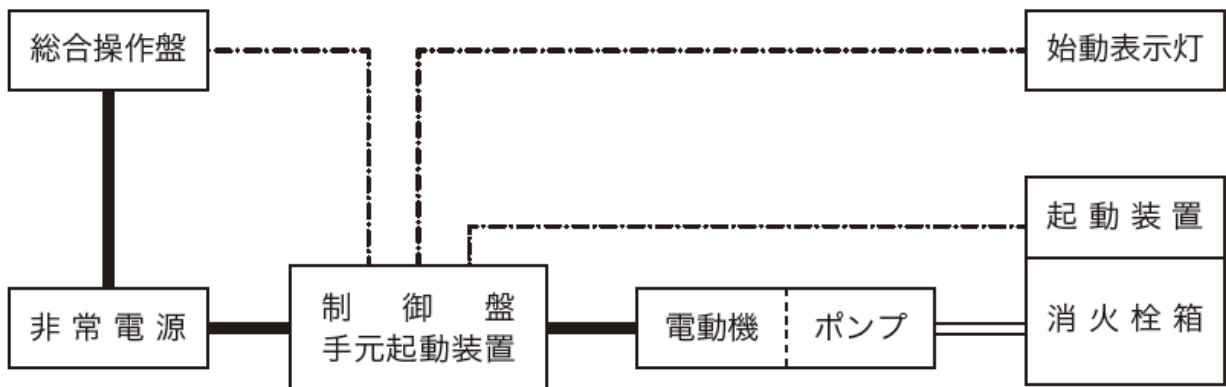 総合操作盤
始動表示灯
起動装置
非常電源
制御盤
手元起動装置
電動機
ポンプ
消火栓箱